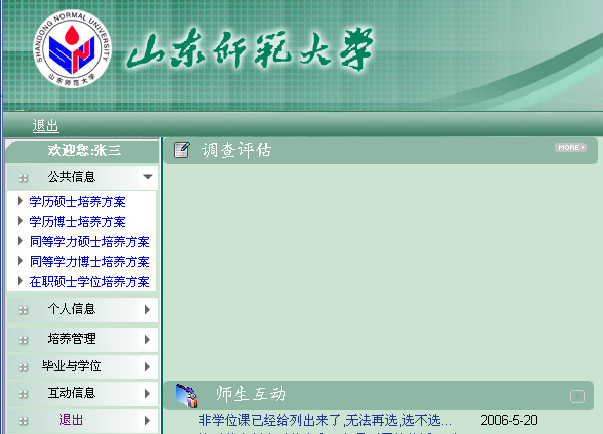 SHANDONG NORMAL UNIVERSITY
山东师范大学
山东师范大学
退出
欢迎您:张三
公共信息
学历硕士培养方案
学历博士培养方案
同等学力硕士培养方案
同等学力博士培养方案
在职硕士学位培养方案
个人信息
培养管理
毕业与学位
互动信息
退出
调查评估
MORE
师生互动
非学位课已经给列出来了,无法再选,选不选... 2006-5-20